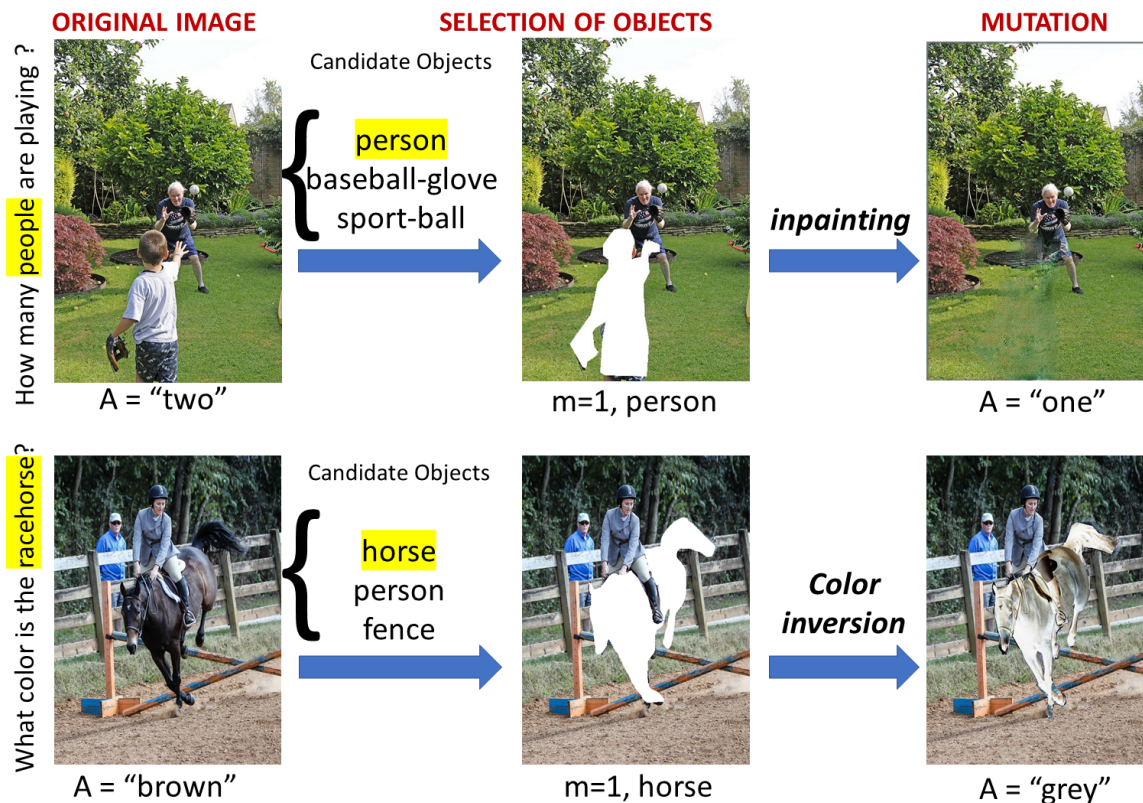 ORIGINAL IMAGE
SELECTION OF OBJECTS
MUTATION
How many people are playing ?
Candidate Objects
{
person
baseball-glove
sport-ball
inpainting
A = “two”
m=1, person
A = “one”
What color is the racehorse?
Candidate Objects
{
horse
person
fence
Color
inversion
A = “brown”
m=1, horse
A = “grey”